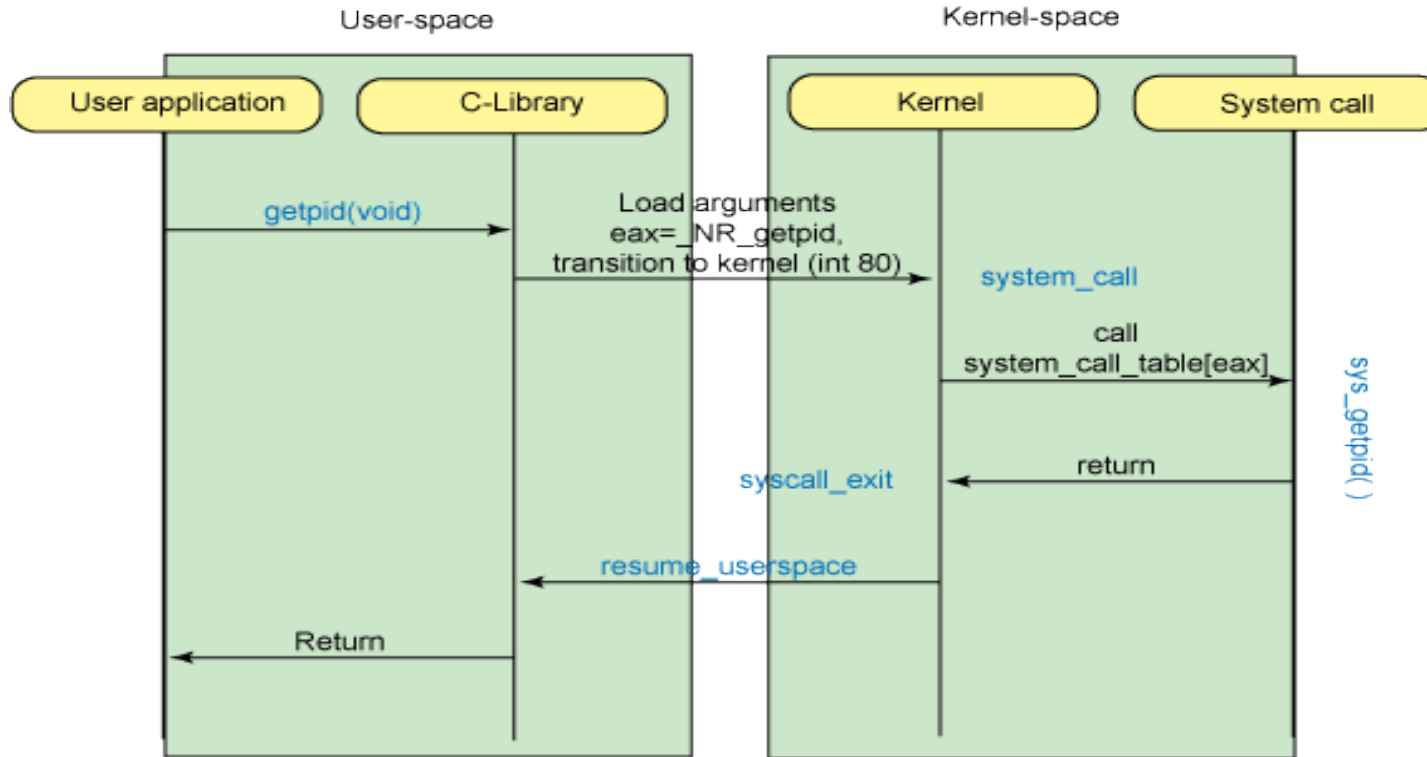 User-space
Kernel-space
User application
C-Library
Kernel
System call
getpid(void)
Load arguments
eax=_NR_getpid,
transition to kernel (int 80)
system_call
call
system_call_table[eax]
sys_getpid( )
return
syscall_exit
resume_userspace
Return